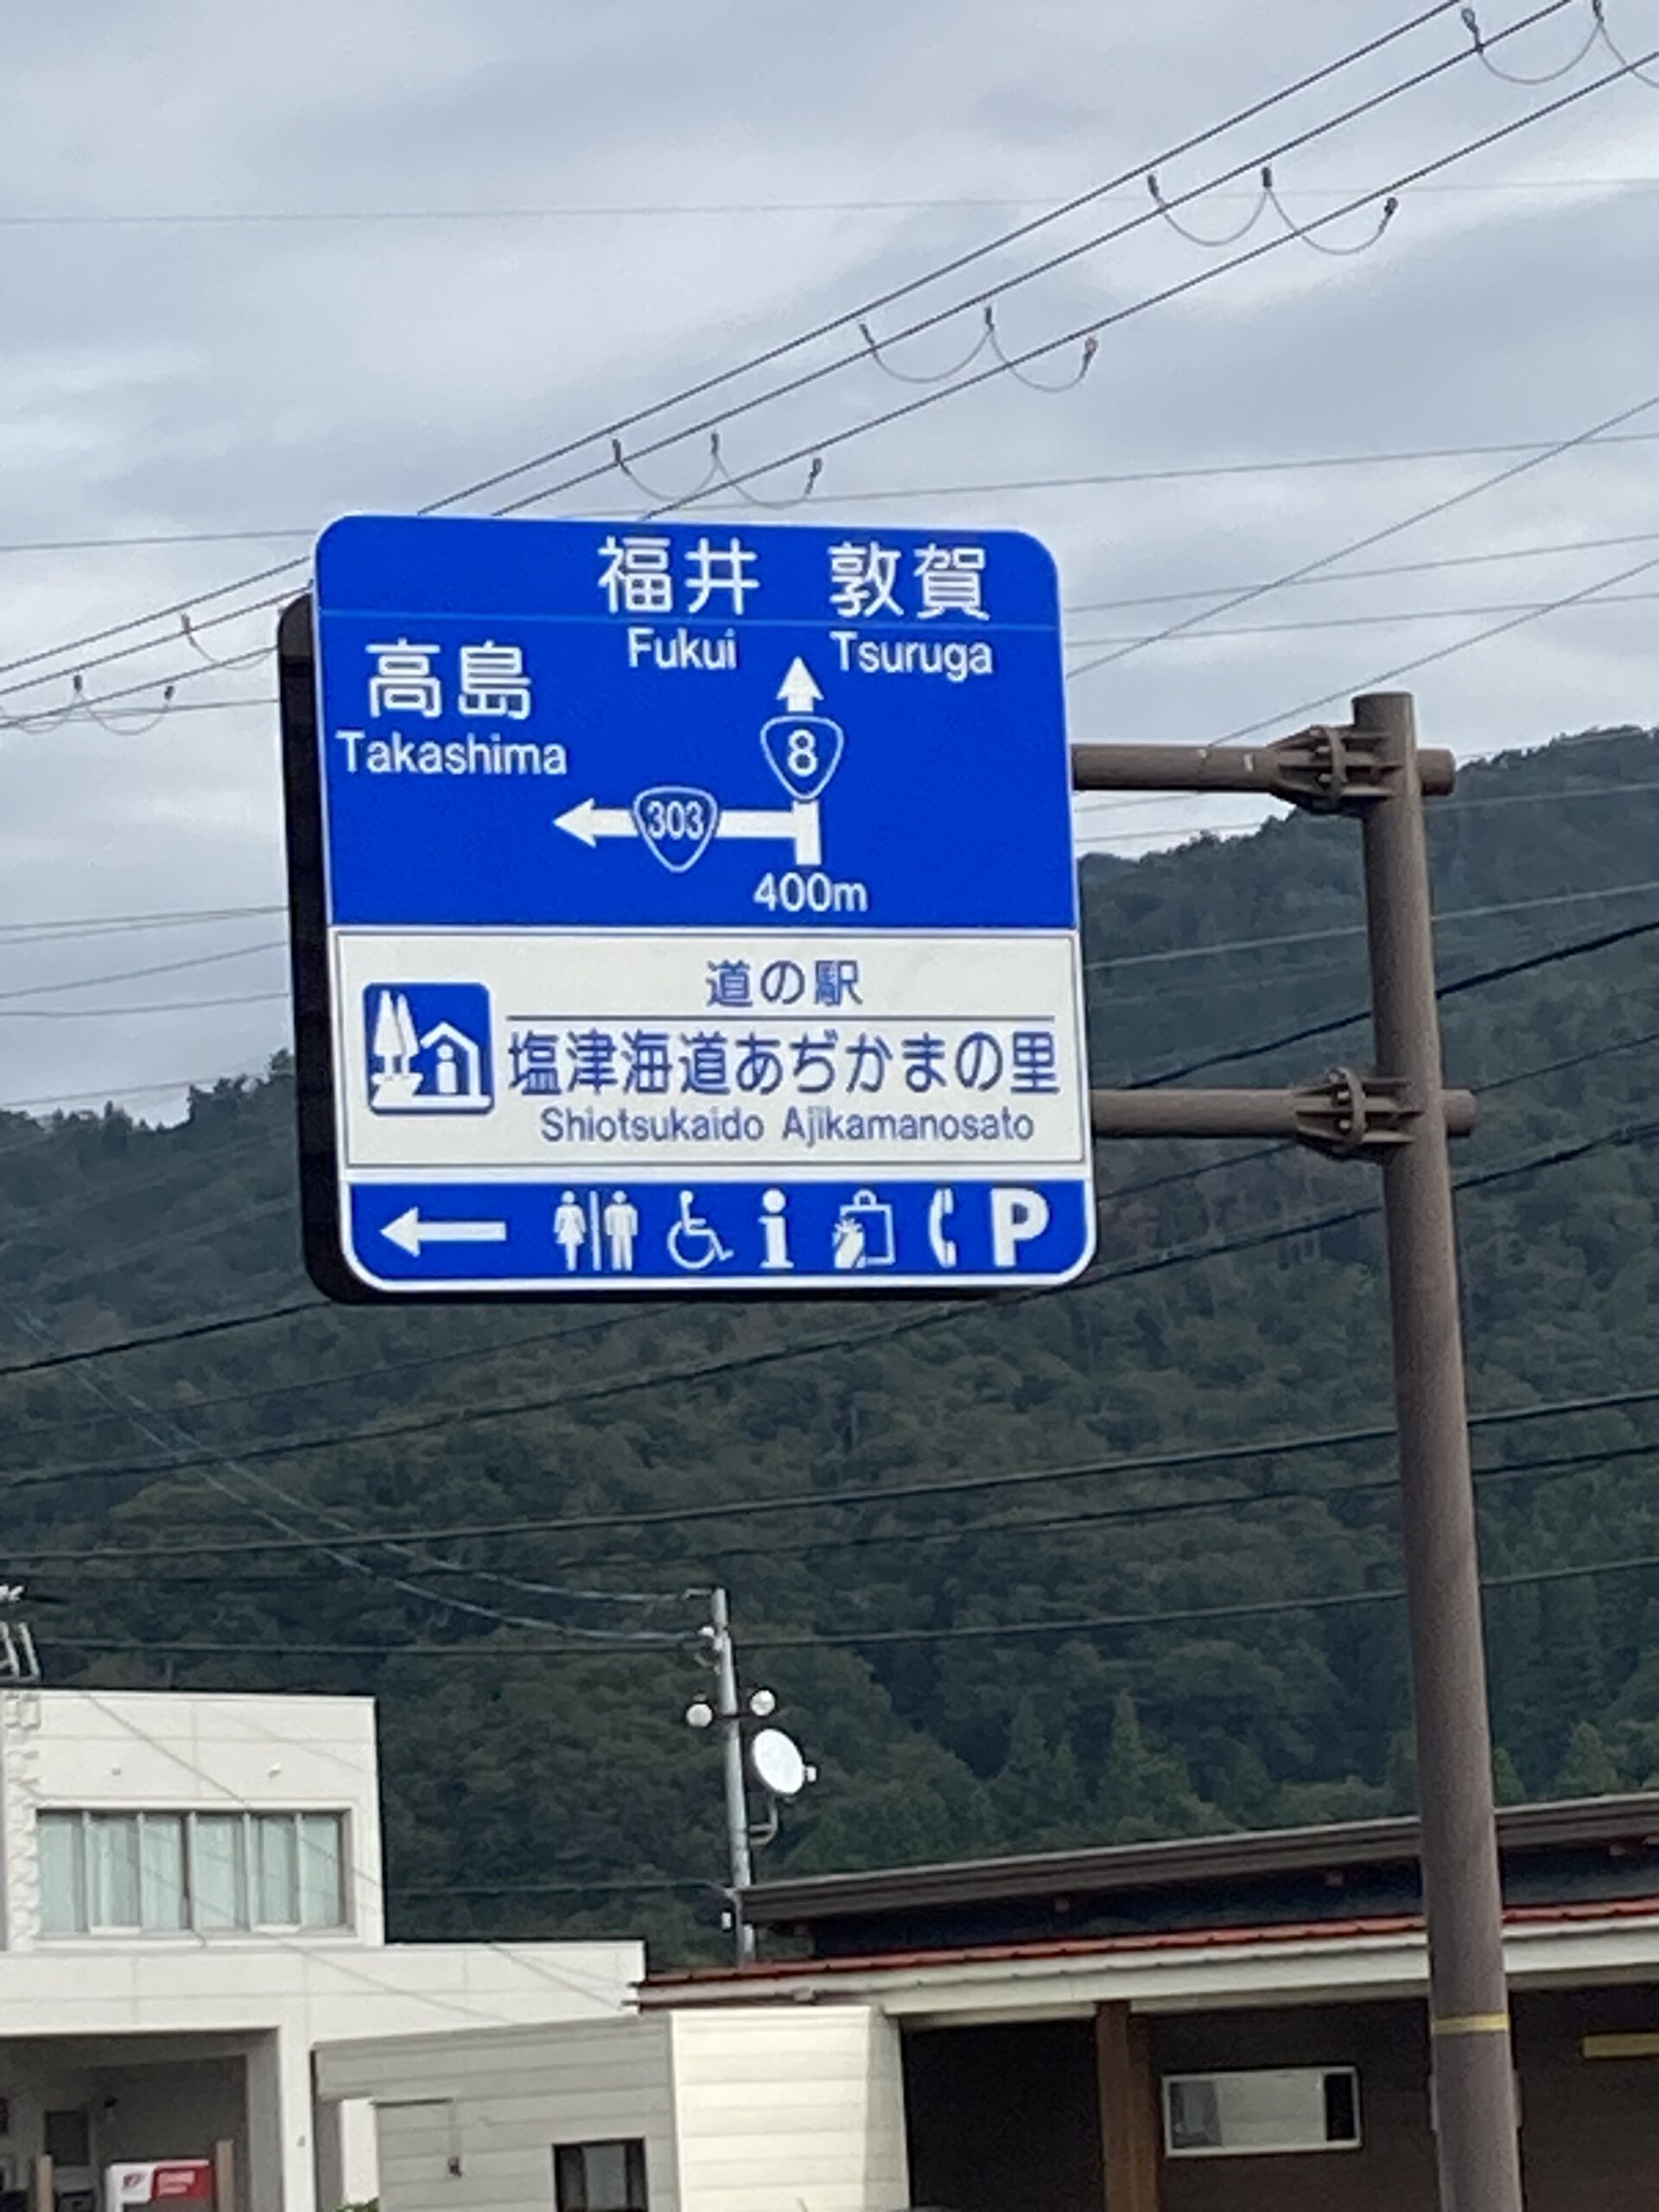 福井 敦賀
Fukui Tsuruga
高島
Takashima
8
303
400m
道の駅
塩津海道あぢかまの里
Shiotsukaido Ajikamanosato
i P